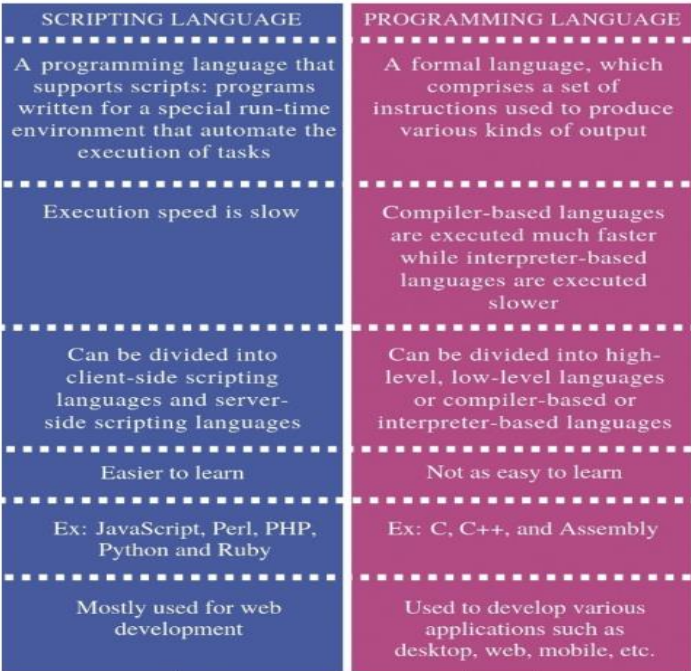 SCRIPTING LANGUAGE
PROGRAMMING LANGUAGE
A programming language that
supports scripts: programs
written for a special run-time
environment that automate the
execution of tasks
A formal language, which
comprises a set of
instructions used to produce
various kinds of output
Execution speed is slow
Compiler-based languages
are executed much faster
while interpreter-based
languages are executed
slower
Can be divided into
client-side scripting
languages and server-
side scripting languages
Can be divided into high-
level, low-level languages
or compiler-based or
interpreter-based languages
Easier to learn
Not as easy to learn
Ex: JavaScript, Perl, PHP,
Python and Ruby
Ex: C, C++, and Assembly
Mostly used for web
development
Used to develop various
applications such as
desktop, web, mobile, etc.